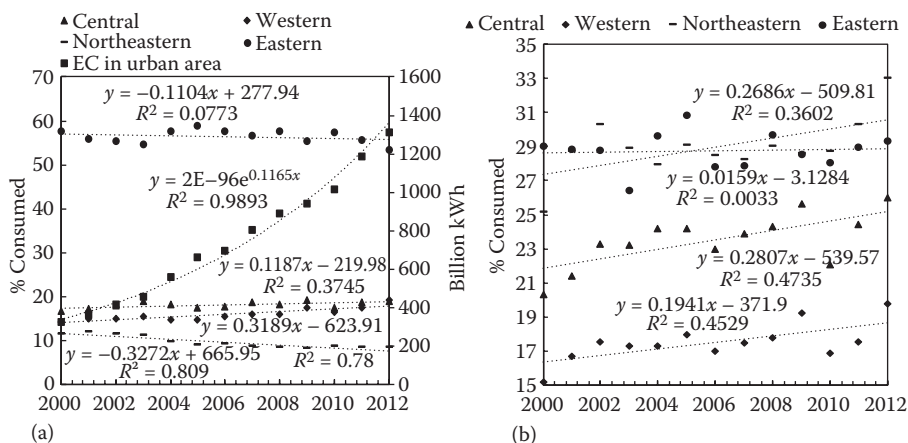 Central
Western
Northeastern
Eastern
EC in urban area
70
60
50
40
30
20
10
0
% Consumed
1600
1400
1200
1000
800
600
400
200
0
Billion kWh
y = −0.1104x + 277.94
R² = 0.0773
y = 2E−96e^0.1165x
R² = 0.9893
0.1187x − 219.98
R² = 0.3745
0.3189x − 623.91
R² = 0.78
y = −0.3272x + 665.95
R² = 0.809
2000 2002 2004 2006 2008 2010 2012
(a)
Central Western Northeastern Eastern
35
33
31
29
27
25
23
21
19
17
15
% Consumed
y = 0.2686x − 509.81
R² = 0.3602
y = 0.0159x − 3.1284
R² = 0.0033
y = 0.2807x − 539.57
R² = 0.4735
y = 0.1941x − 371.9
R² = 0.4529
2000 2002 2004 2006 2008 2010 2012
(b)